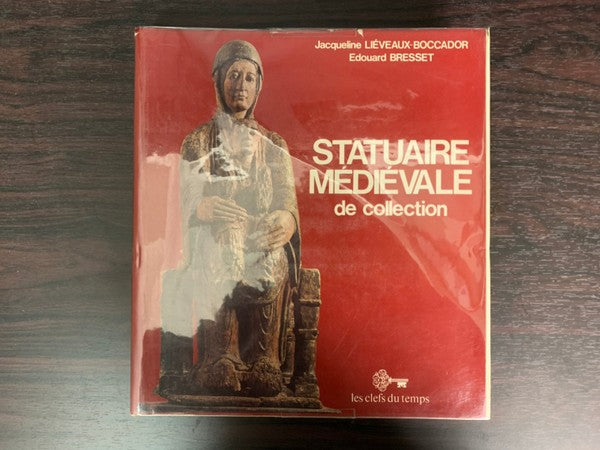 Jacqueline LIÉVEAUX-BOCCADOR
Edouard BRESSET
STATUAIRE
MÉDIÉVALE
de collection
les clefs du temps